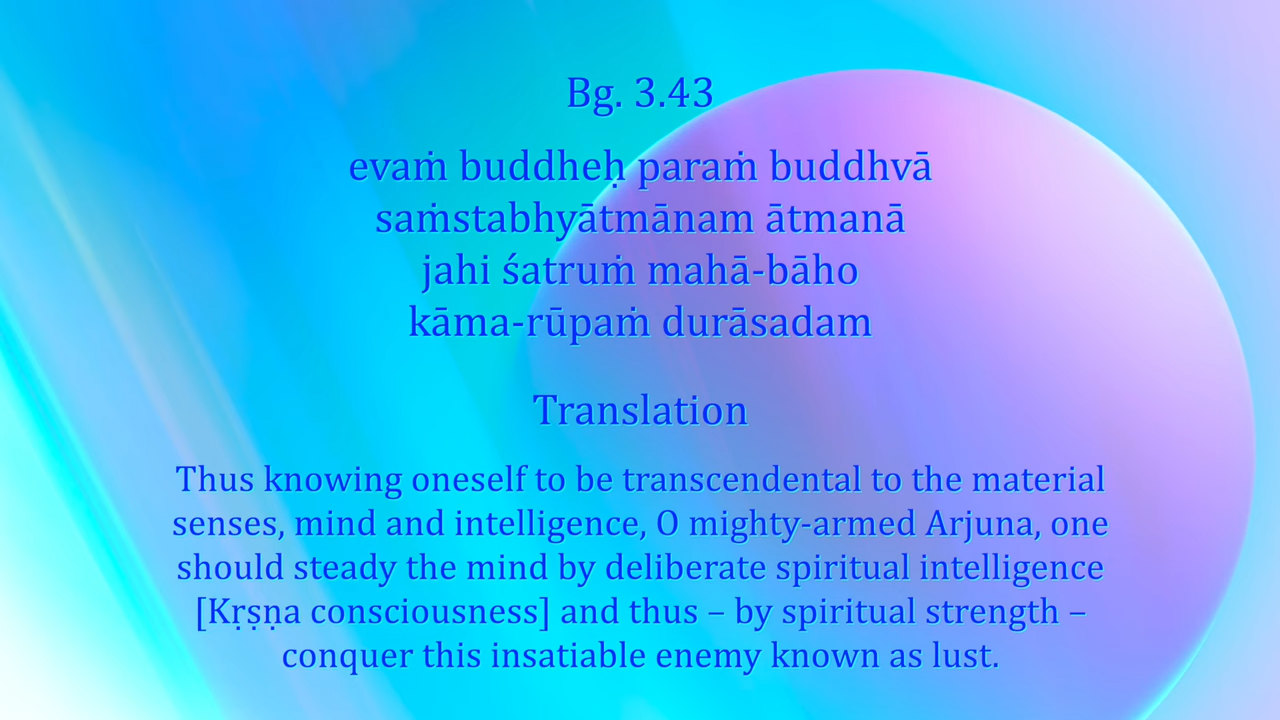 Bg. 3.43
evaṁ buddheḥ paraṁ buddhvā
saṁstabhyātmānam ātmanā
jahi śatruṁ mahā-bāho
kāma-rūpaṁ durāsadam
Translation
Thus knowing oneself to be transcendental to the material
senses, mind and intelligence, O mighty-armed Arjuna, one
should steady the mind by deliberate spiritual intelligence
[Kṛṣṇa consciousness] and thus – by spiritual strength –
conquer this insatiable enemy known as lust.